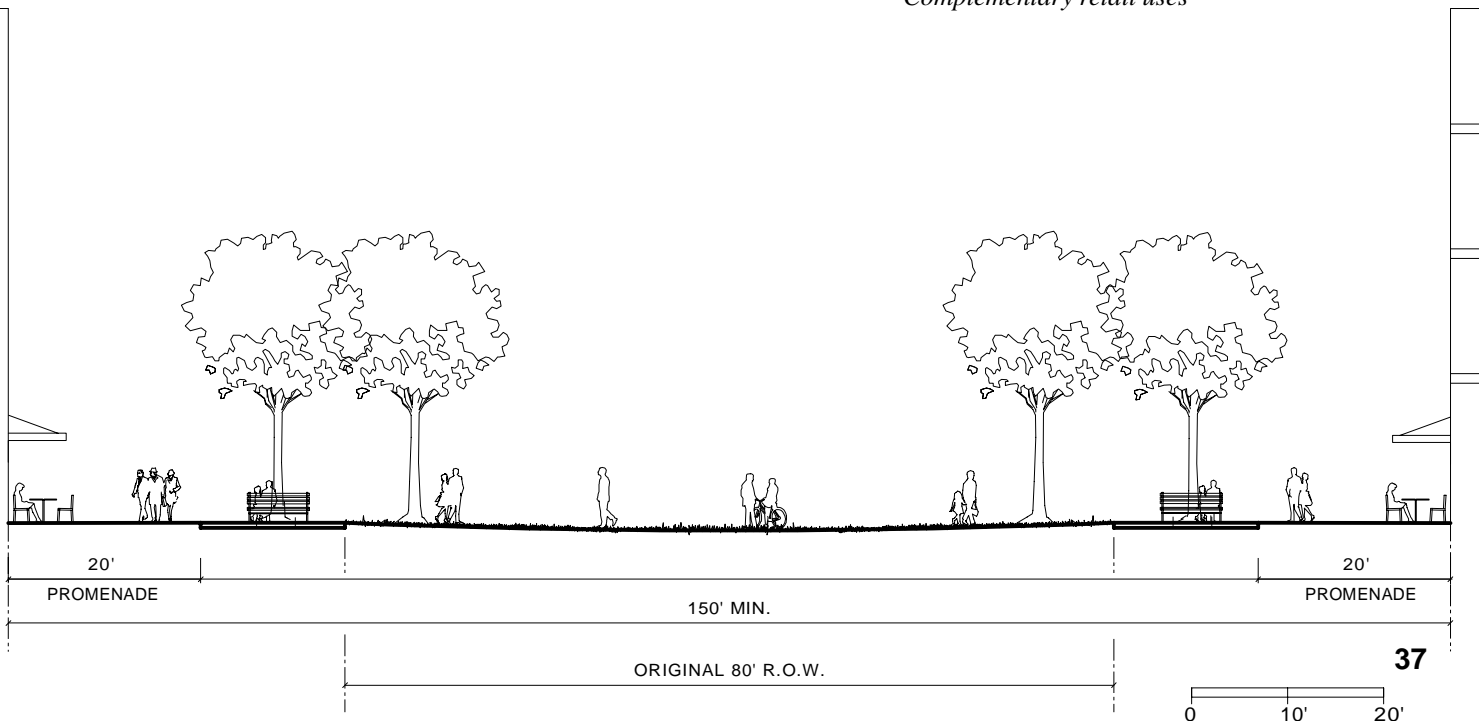 Complementary retail uses
20'
20'
PROMENADE
PROMENADE
150' MIN.
ORIGINAL 80' R.O.W.
37
0 10' 20'